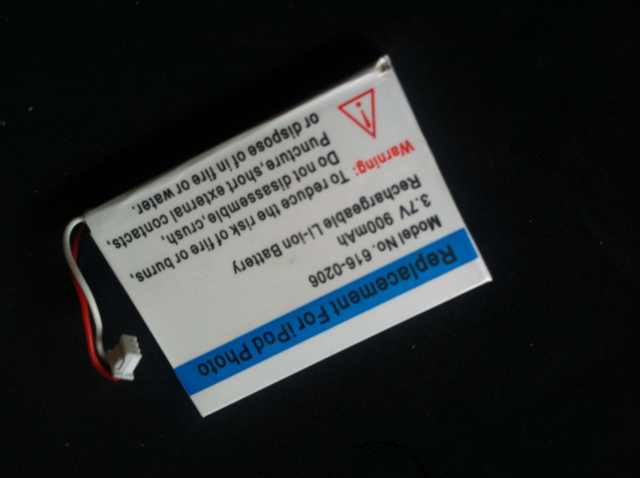 Replacement For iPod Photo
Model No. 616-0206
3.7V 900mAh
Rechargeable Li-ion Battery
Warning: To reduce the risk of fire or burns,
Do not disassemble,crush,
Puncture,short external contacts,
or dispose of in fire or water.